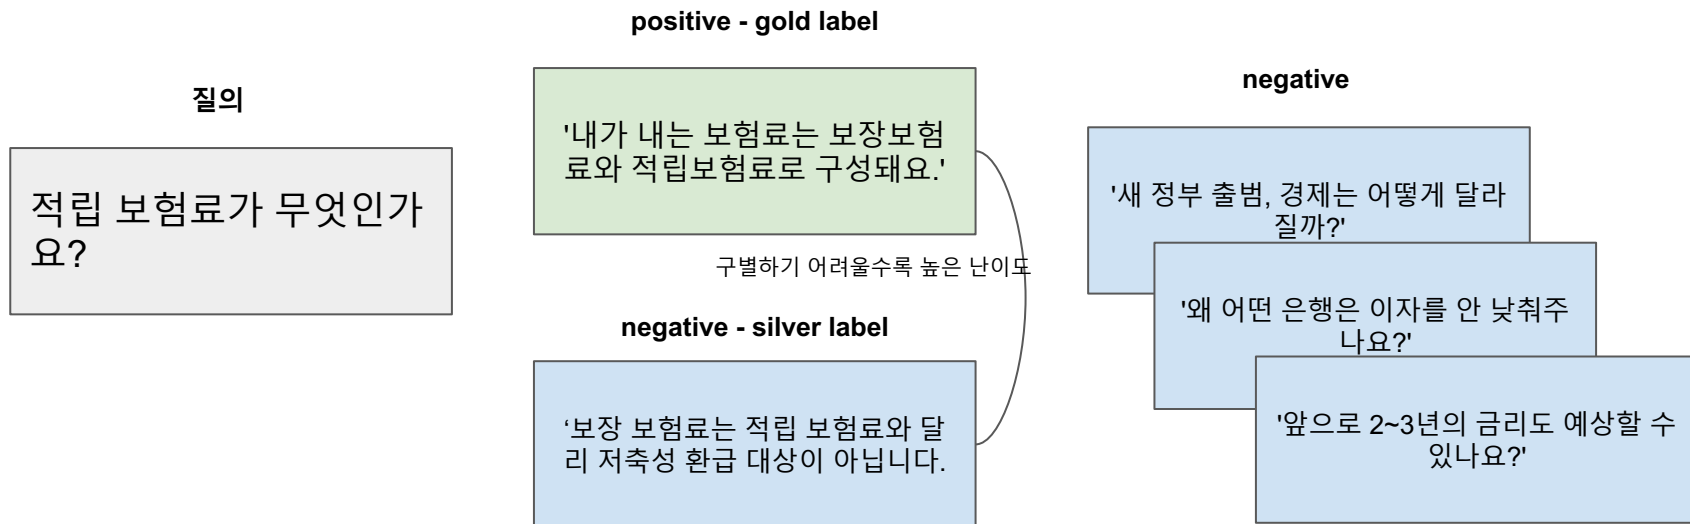 질의
적립 보험료가 무엇인가
요?
positive - gold label
'내가 내는 보험료는 보장보험
료와 적립보험료로 구성돼요.'
구별하기 어려울수록 높은 난이도
negative - silver label
‘보장 보험료는 적립 보험료와 달
리 저축성 환급 대상이 아닙니다.
negative
'새 정부 출범, 경제는 어떻게 달라
질까?'
'왜 어떤 은행은 이자를 안 낮춰주
나요?'
'앞으로 2~3년의 금리도 예상할 수
있나요?'